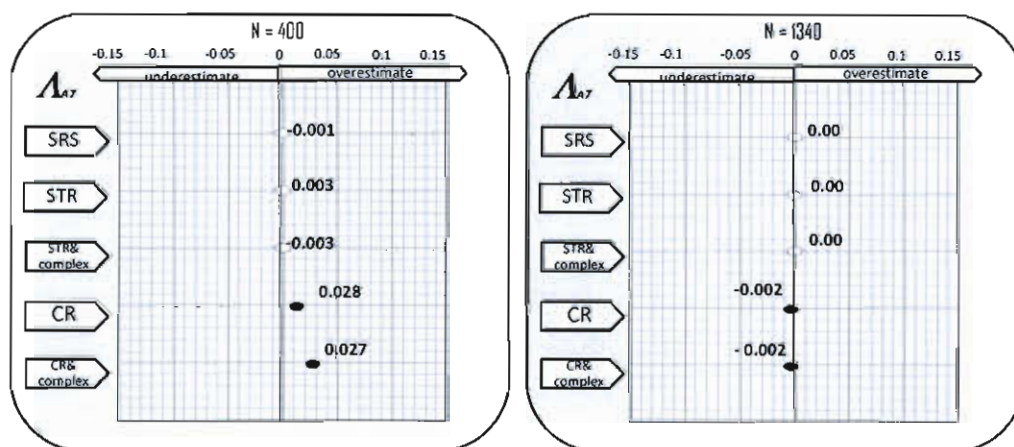 N = 400
-0.15 -0.1 -0.05 0 0.05 0.1 0.15
underestimate overestimate
Λ A7
SRS -0.001
STR 0.003
STR& complex -0.003
CR 0.028
CR& complex 0.027
N = 1340
-0.15 -0.1 -0.05 0 0.05 0.1 0.15
underestimate overestimate
Λ A7
SRS 0.00
STR 0.00
STR& complex 0.00
CR -0.002
CR& complex - 0.002